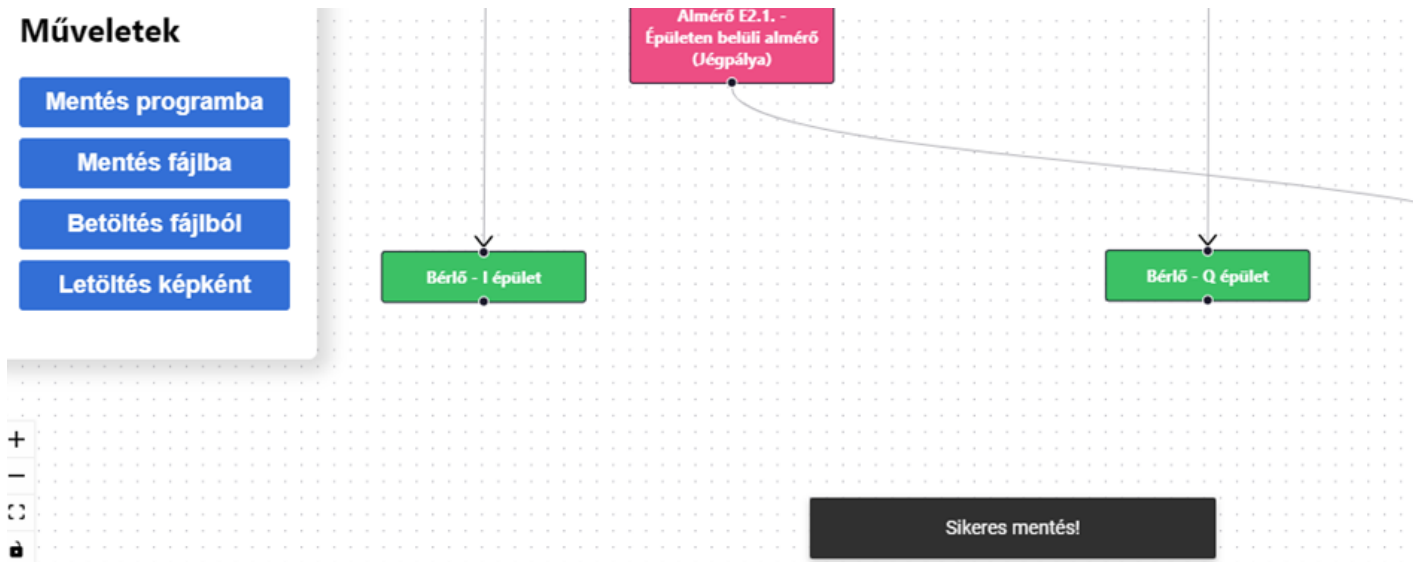 Műveletek
Mentés programba
Mentés fájlba
Betöltés fájlból
Letöltés képként
Almérő E2.1. -
Épületen belüli almérő
(Jégpálya)
Bérlő - I épület
Bérlő - Q épület
Sikeres mentés!